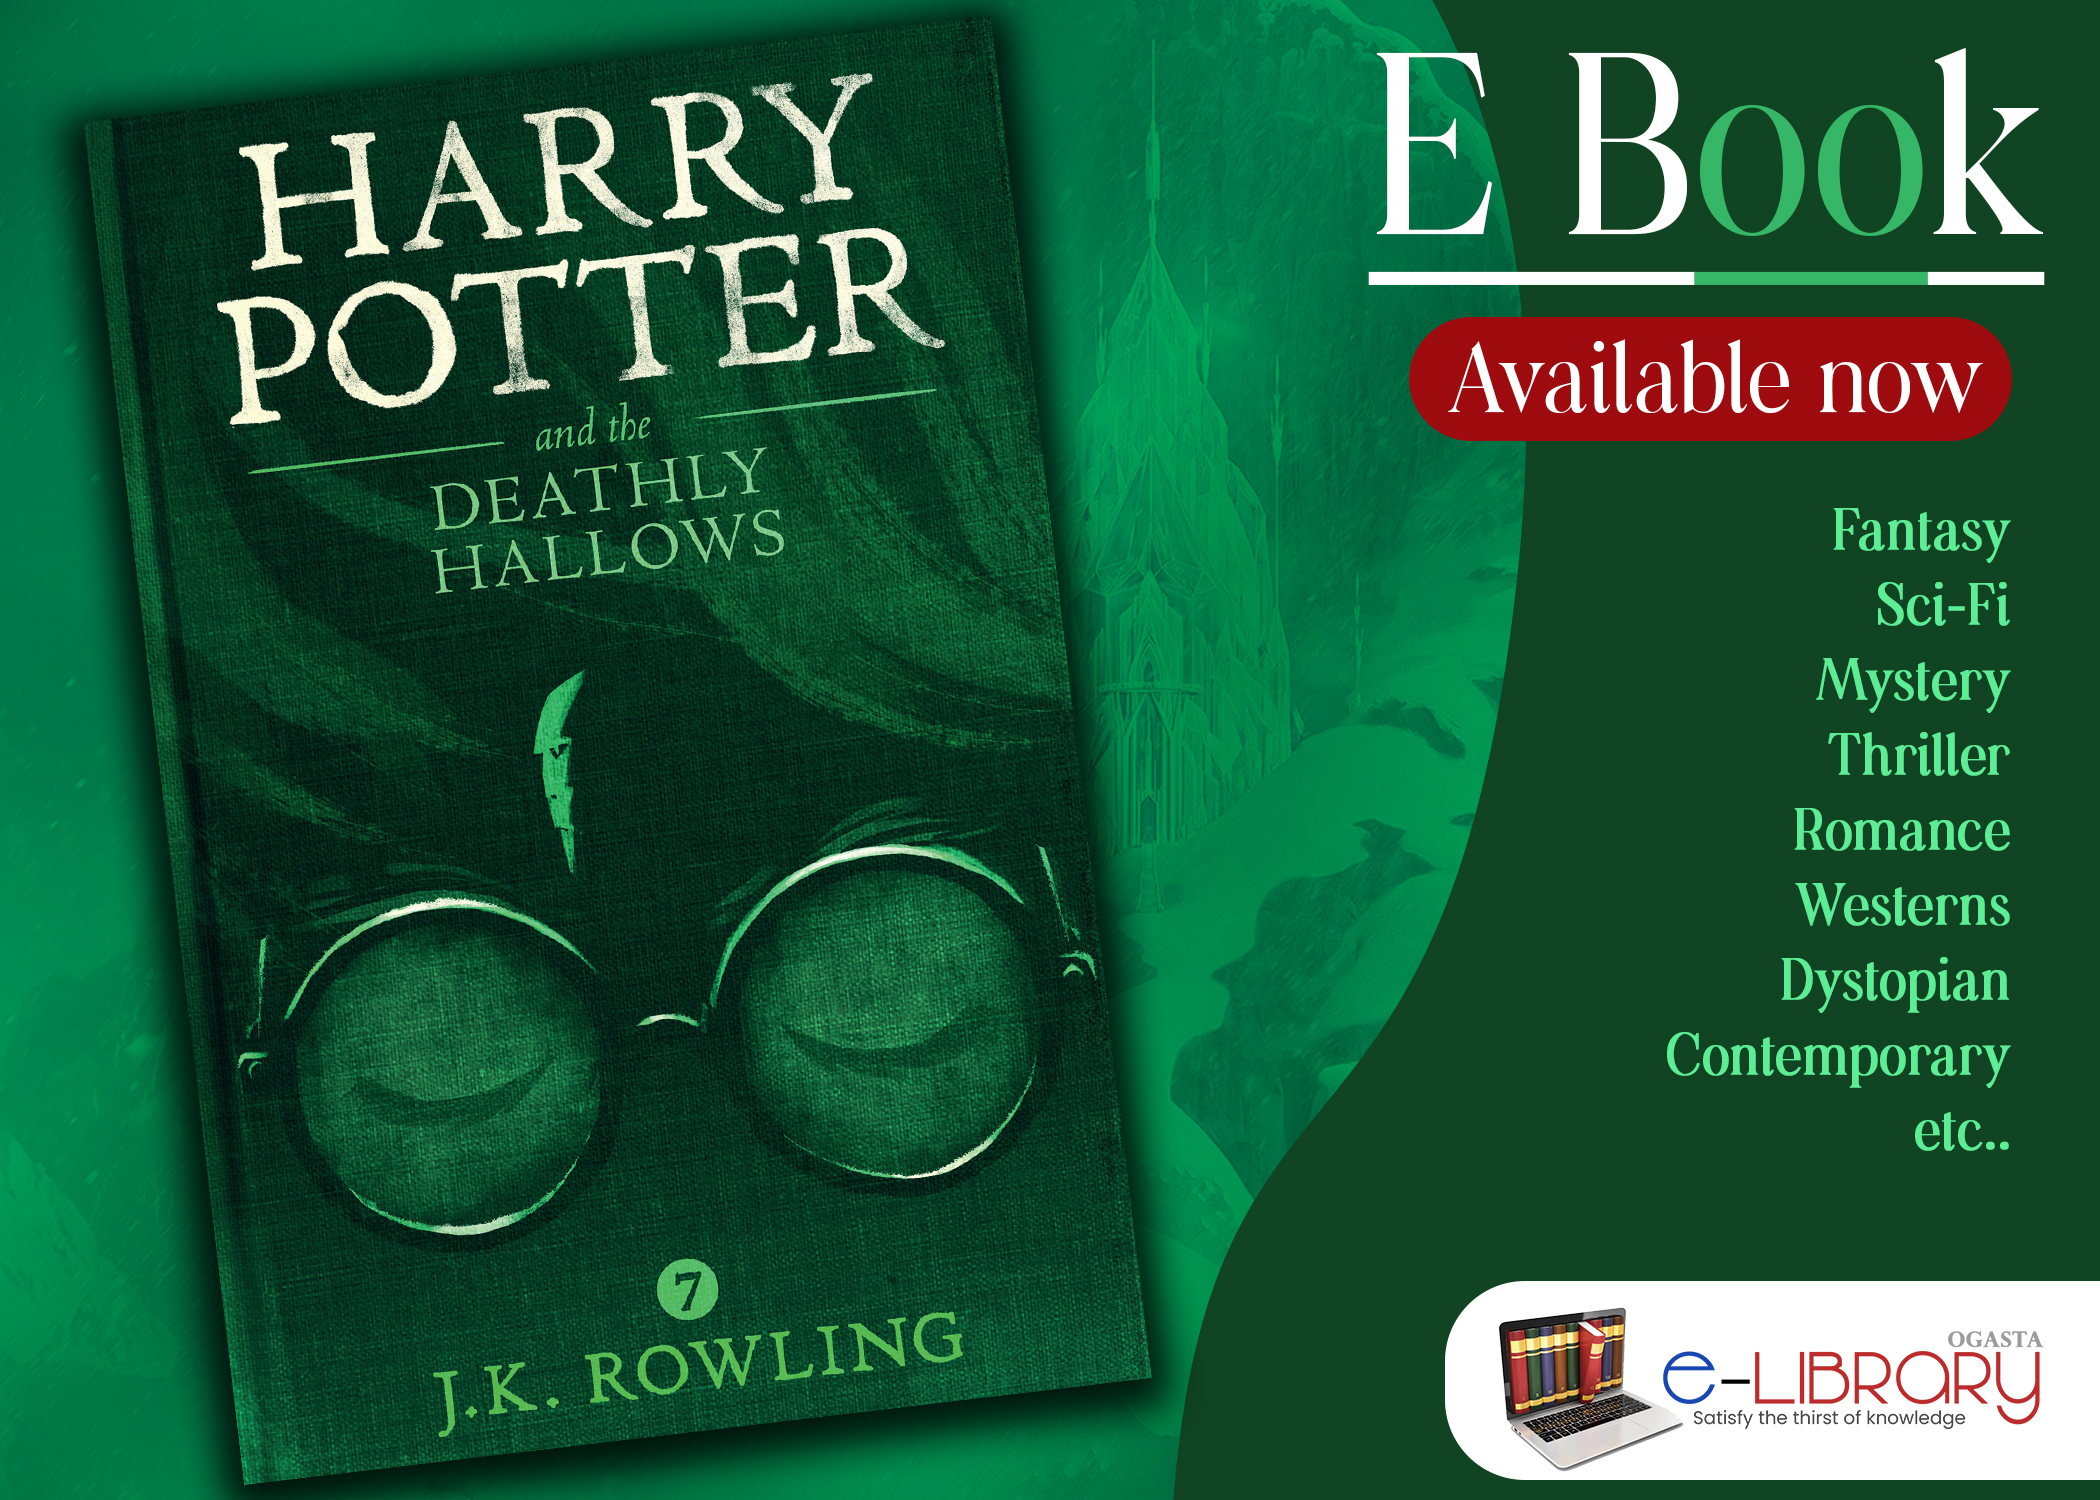 HARRY
POTTER
and the
DEATHLY
HALLOWS
7
J.K. ROWLING
E Book
Available now
Fantasy
Sci-Fi
Mystery
Thriller
Romance
Westerns
Dystopian
Contemporary
etc..
OGASTA
e-LIBRARY
Satisfy the thirst of knowledge